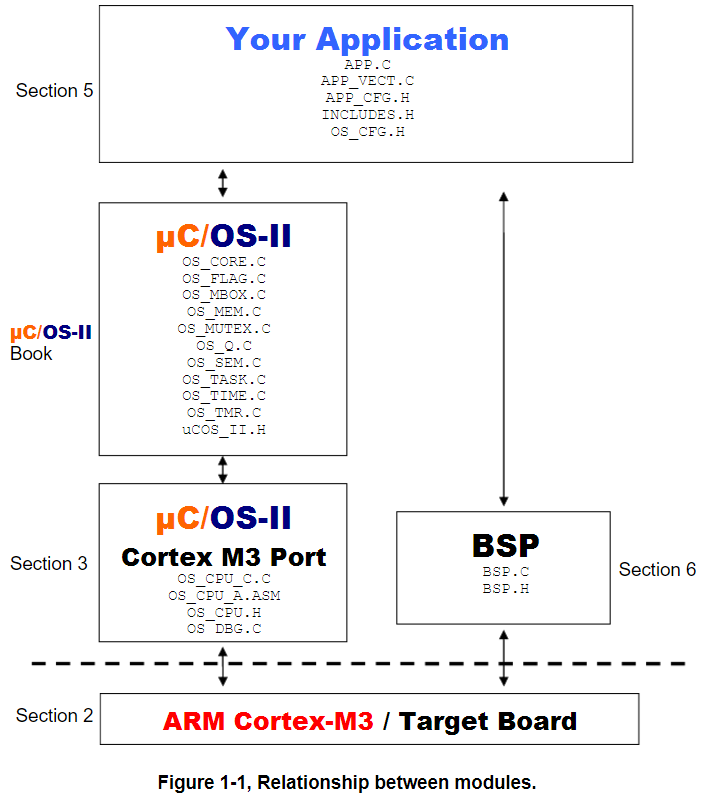 Your Application
APP.C
APP_VECT.C
Section 5
APP_CFG.H
INCLUDES.H
OS_CFG.H
µC/OS-II
OS_CORE.C
OS_FLAG.C
OS_MBOX.C
OS_MEM.C
OS_MUTEX.C
OS_Q.C
OS_SEM.C
OS_TASK.C
OS_TIME.C
OS_TMR.C
uCOS_II.H
µC/OS-II
Book
µC/OS-II
Cortex M3 Port
OS_CPU_C.C
OS_CPU_A.ASM
OS_CPU.H
OS_DBG.C
Section 3
BSP
BSP.C
BSP.H
Section 6
Section 2
ARM Cortex-M3 / Target Board
Figure 1-1, Relationship between modules.